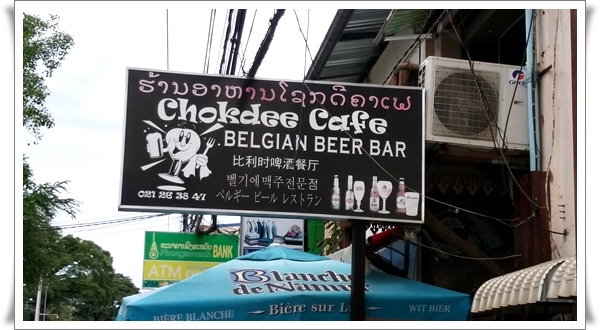 ຮ້ານອາຫານໂຊກດີຄາເຟ
Chokdee Cafe
BELGIAN BEER BAR
比利时啤酒餐厅
벨기에맥주전문점
ベルギー ビール レストラン
021 26 38 47
BANK
ATM
Blanche
de Namur
BIÈRE BLANCHE
Bière sur
WIT BIER